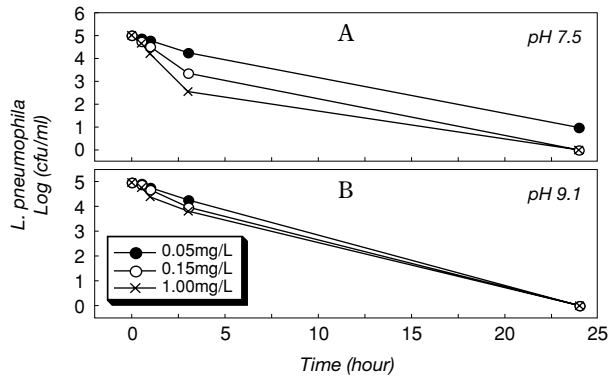 6
5
4
3
2
1
0
A
pH 7.5
5
4
3
2
1
0
B
pH 9.1
0.05mg/L
0.15mg/L
1.00mg/L
0
5
10
15
20
25
Time (hour)
L. pneumophila
Log (cfu/ml)